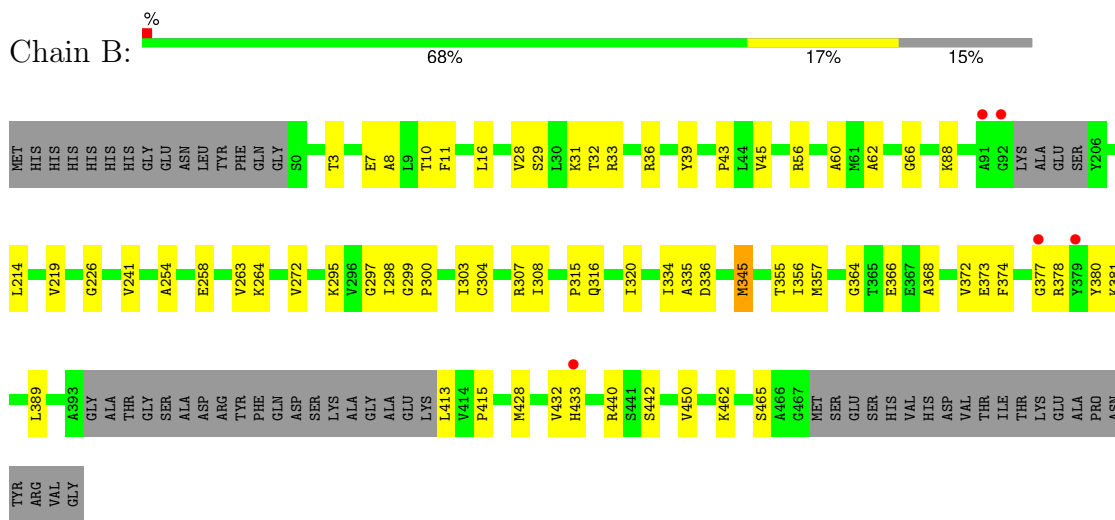 %
Chain B:
68% 17% 15%
MET HIS HIS HIS HIS HIS HIS GLY GLU ASN LEU TYR PHE GLN GLY S0 T3 E7 A8 L9 T10 F11 L16 V28 S29 L30 K31 T32 R33 R36 Y39 P43 L44 V45 R56 A60 M61 A62 G66 K88 A91 G92 LYS ALA GLU SER Y206
L214 V219 G226 V241 A254 E258 V263 K264 V272 K295 V296 G297 I298 G299 P300 I303 C304 R307 I308 P315 Q316 I320 I334 A335 D336 M345 T355 I356 M357 G364 T365 E366 E367 A368 V372 E373 F374 G377 R378 Y379 Y380 K381
L389 A393 GLY ALA THR GLY SER ALA ASP ARG TYR PHE GLN ASP SER LYS ALA GLY ALA GLU LYS L413 V414 P415 M428 V432 H433 R440 S441 S442 V450 K462 S465 A466 G467 MET SER GLU SER HIS VAL HIS ASP VAL THR ILE THR LYS GLU ALA PRO ASN
TYR ARG VAL GLY